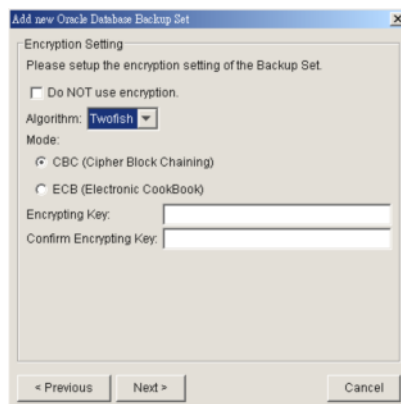 Add new Oracle Database Backup Set
Encryption Setting
Please setup the encryption setting of the Backup Set.
Do NOT use encryption.
Algorithm: Twofish
Mode:
CBC (Cipher Block Chaining)
ECB (Electronic CookBook)
Encrypting Key:
Confirm Encrypting Key:
< Previous Next > Cancel